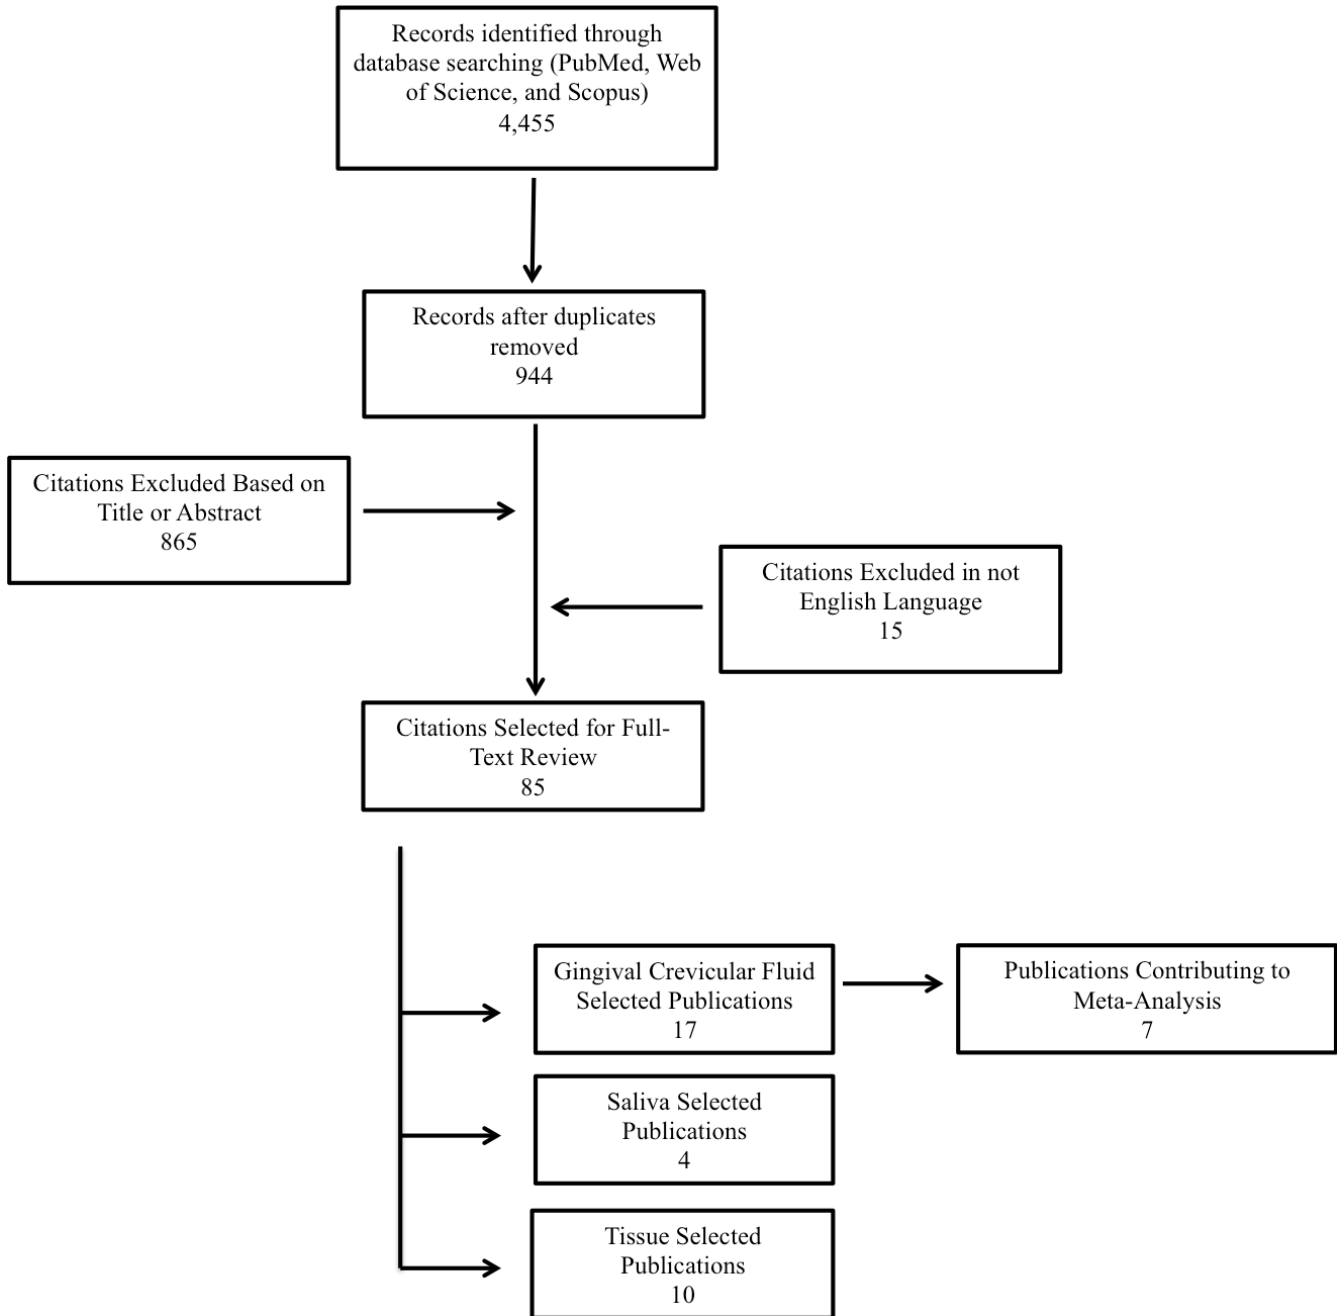 Records identified through
database searching (PubMed, Web
of Science, and Scopus)
4,455
Records after duplicates
removed
944
Citations Excluded Based on
Title or Abstract
865
Citations Excluded in not
English Language
15
Citations Selected for Full-
Text Review
85
Gingival Crevicular Fluid
Selected Publications
17
Publications Contributing to
Meta-Analysis
7
Saliva Selected
Publications
4
Tissue Selected
Publications
10